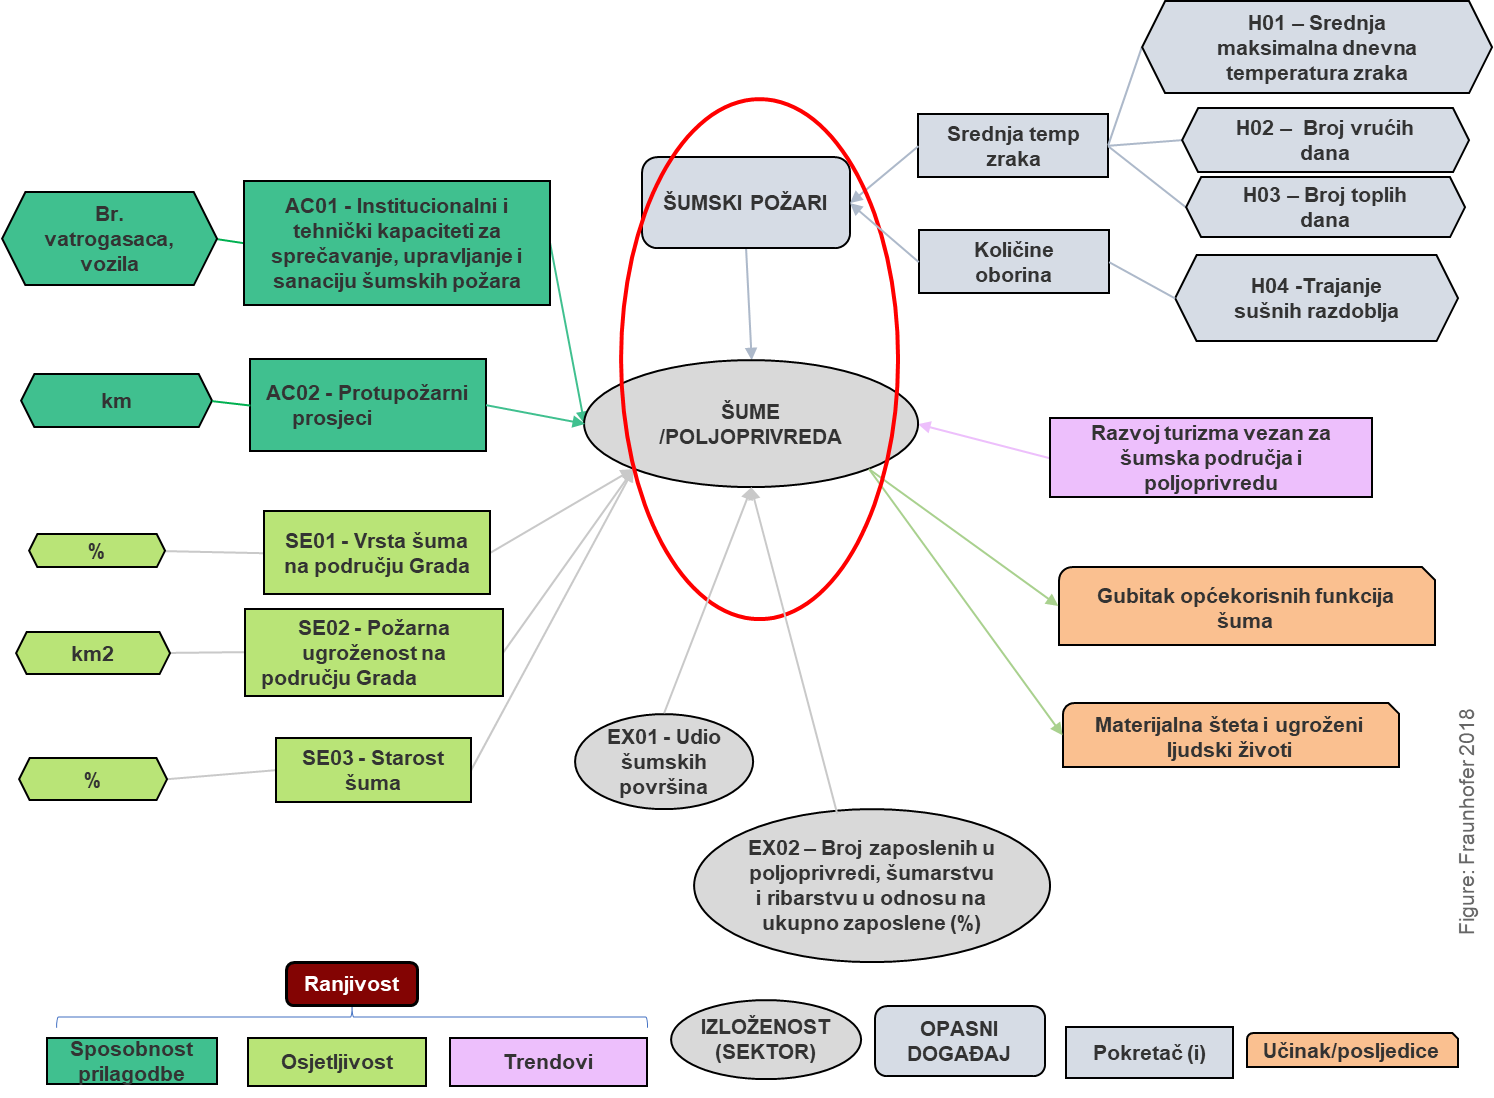 H01 – Srednja
maksimalna dnevna
temperatura zraka
H02 –  Broj vrućih
dana
H03 – Broj toplih
dana
H04 -Trajanje
sušnih razdoblja
Srednja temp
zraka
Količine
oborina
ŠUMSKI POŽARI
Br.
vatrogasaca,
vozila
AC01 - Institucionalni i
tehnički kapaciteti za
sprečavanje, upravljanje i
sanaciju šumskih požara
km
AC02 - Protupožarni
prosjeci
ŠUME
/POLJOPRIVREDA
Razvoj turizma vezan za
šumska područja i
poljoprivredu
%
SE01 - Vrsta šuma
na području Grada
km2
SE02 - Požarna
ugroženost na
području Grada
%
SE03 - Starost
šuma
Gubitak općekorisnih funkcija
šuma
Materijalna šteta i ugroženi
ljudski životi
EX01 - Udio
šumskih
površina
EX02 – Broj zaposlenih u
poljoprivredi, šumarstvu
i ribarstvu u odnosu na
ukupno zaposlene (%)
Figure: Fraunhofer 2018
Ranjivost
Sposobnost
prilagodbe
Osjetljivost
Trendovi
IZLOŽENOST
(SEKTOR)
OPASNI
DOGAĐAJ
Pokretač (i)
Učinak/posljedice